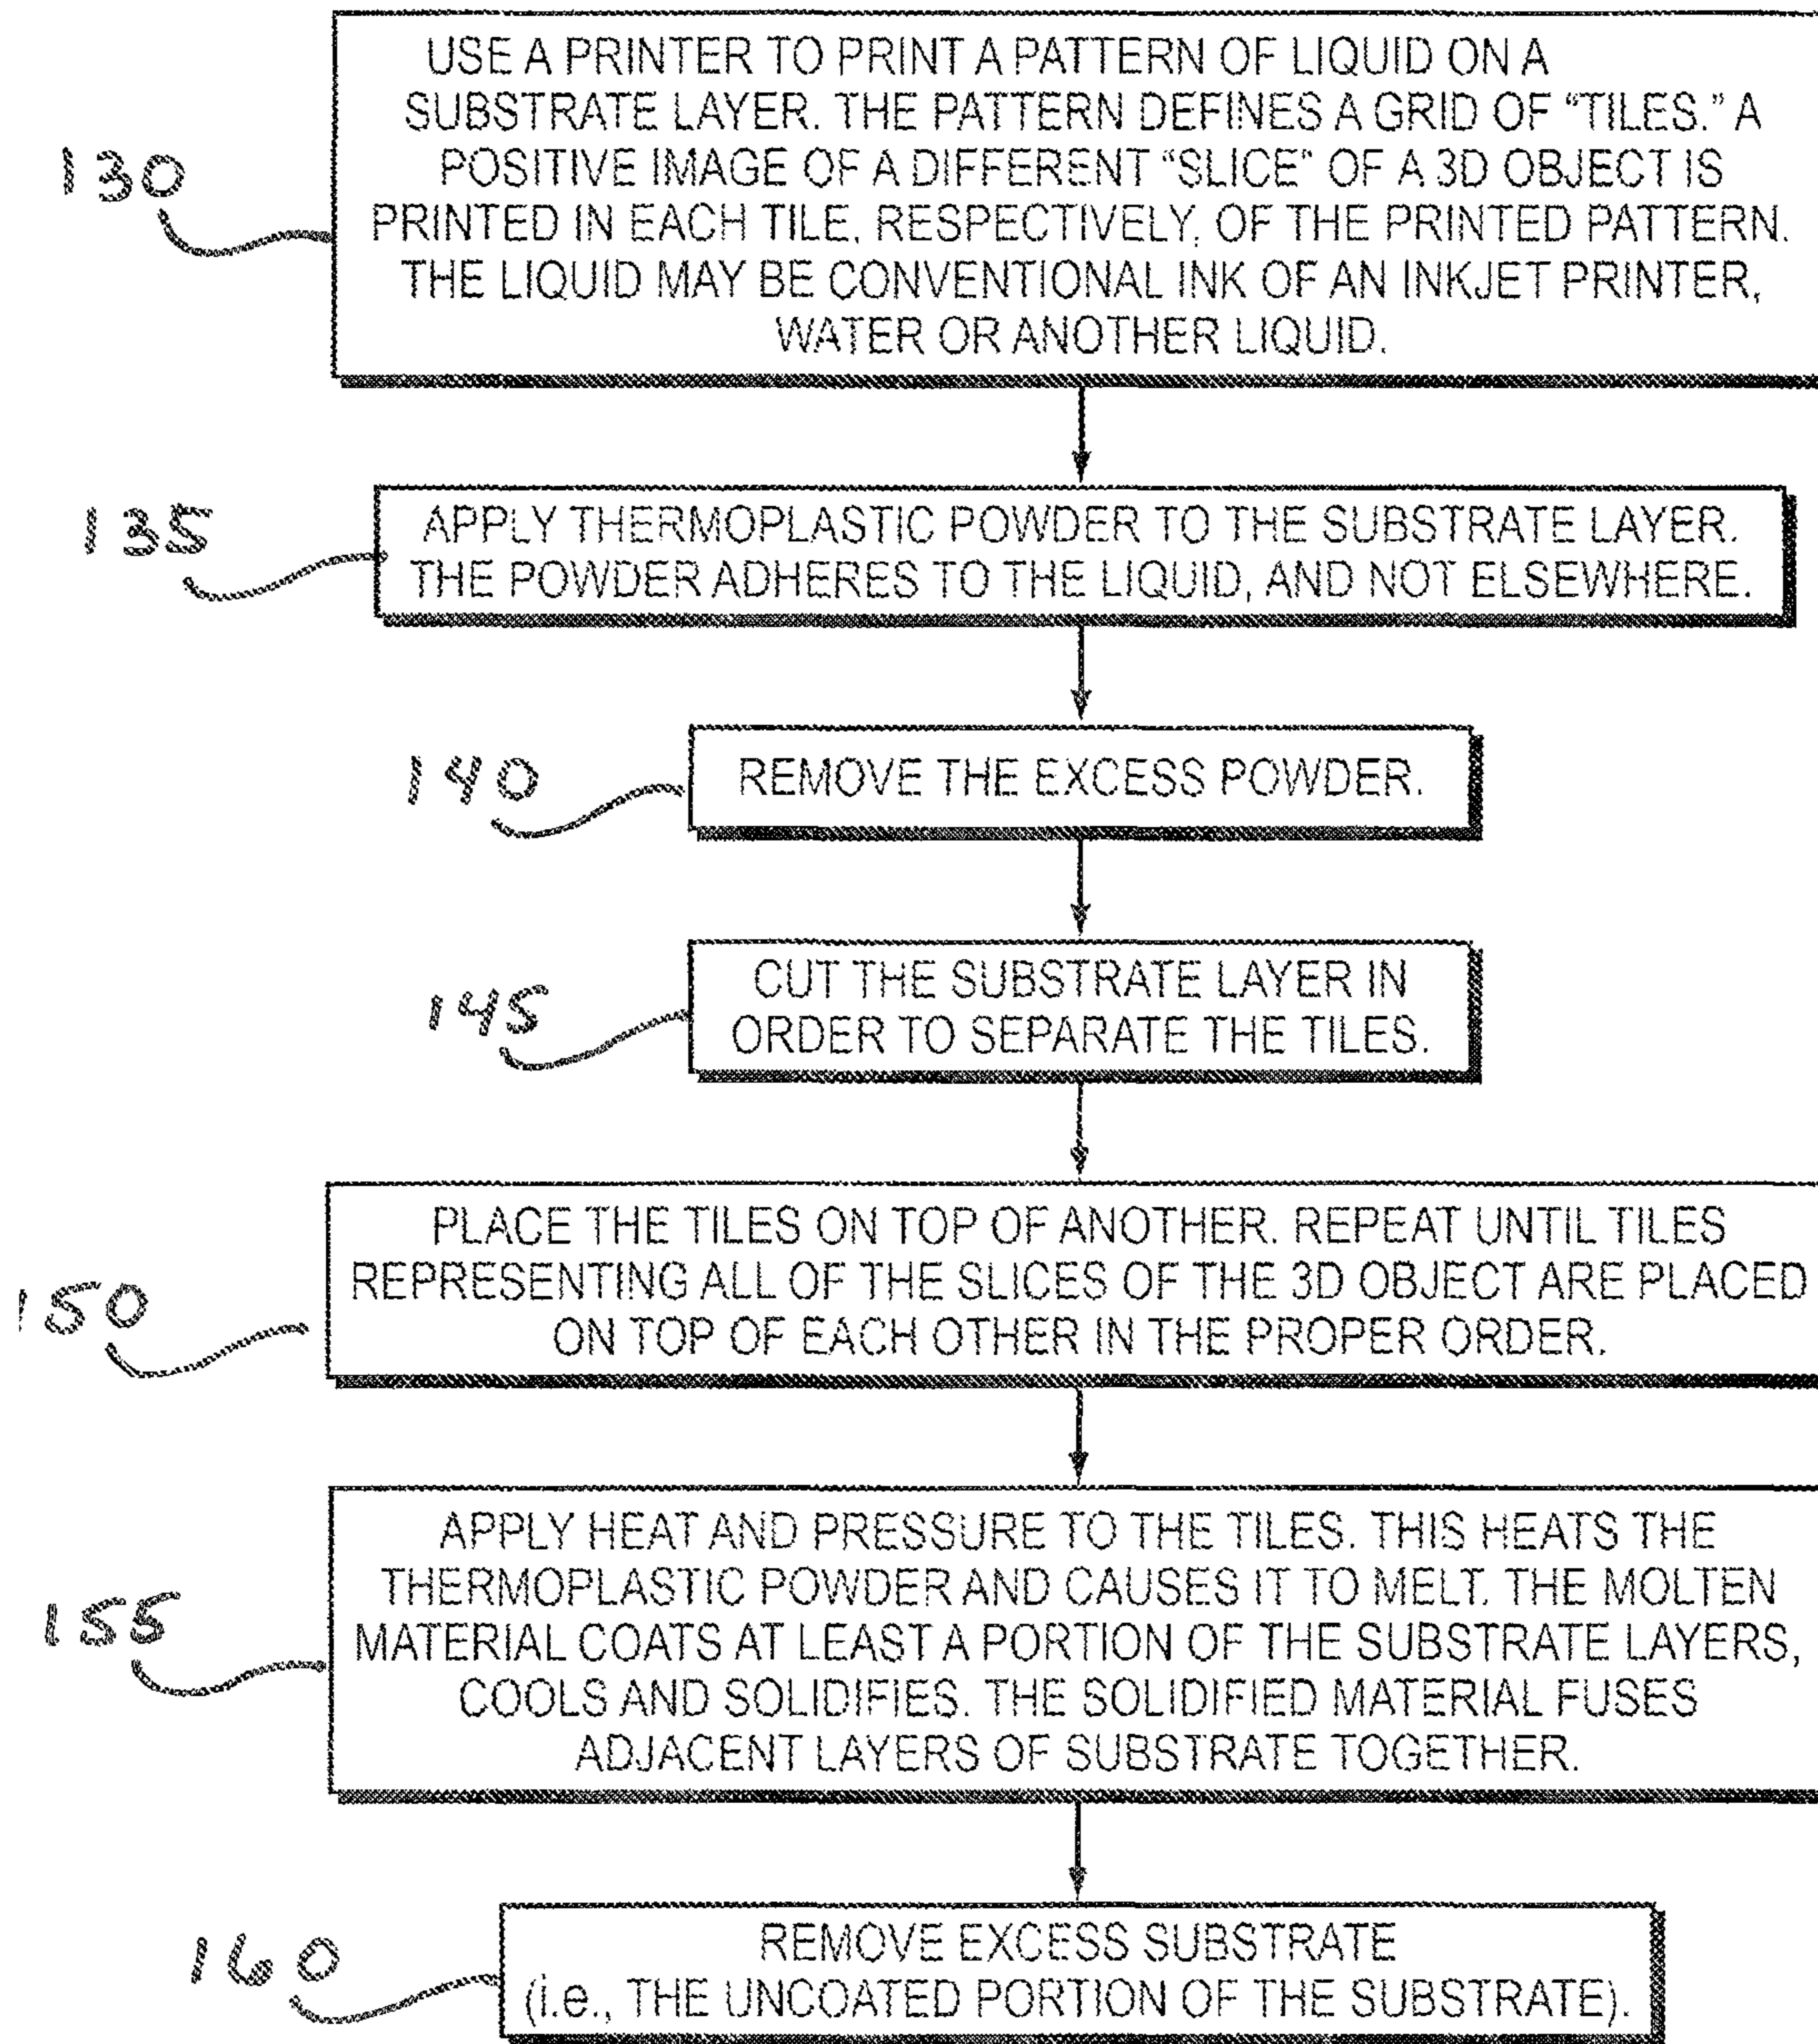 130
USE A PRINTER TO PRINT A PATTERN OF LIQUID ON A
SUBSTRATE LAYER. THE PATTERN DEFINES A GRID OF “TILES.” A
POSITIVE IMAGE OF A DIFFERENT “SLICE” OF A 3D OBJECT IS
PRINTED IN EACH TILE, RESPECTIVELY, OF THE PRINTED PATTERN.
THE LIQUID MAY BE CONVENTIONAL INK OF AN INKJET PRINTER,
WATER OR ANOTHER LIQUID.
135
APPLY THERMOPLASTIC POWDER TO THE SUBSTRATE LAYER.
THE POWDER ADHERES TO THE LIQUID, AND NOT ELSEWHERE.
140
REMOVE THE EXCESS POWDER.
145
CUT THE SUBSTRATE LAYER IN
ORDER TO SEPARATE THE TILES.
150
PLACE THE TILES ON TOP OF ANOTHER. REPEAT UNTIL TILES
REPRESENTING ALL OF THE SLICES OF THE 3D OBJECT ARE PLACED
ON TOP OF EACH OTHER IN THE PROPER ORDER.
155
APPLY HEAT AND PRESSURE TO THE TILES. THIS HEATS THE
THERMOPLASTIC POWDER AND CAUSES IT TO MELT. THE MOLTEN
MATERIAL COATS AT LEAST A PORTION OF THE SUBSTRATE LAYERS,
COOLS AND SOLIDIFIES. THE SOLIDIFIED MATERIAL FUSES
ADJACENT LAYERS OF SUBSTRATE TOGETHER.
160
REMOVE EXCESS SUBSTRATE
(i.e., THE UNCOATED PORTION OF THE SUBSTRATE).